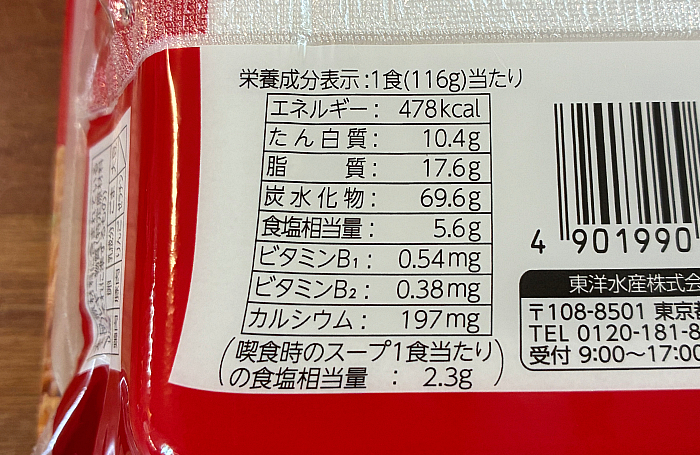 栄養成分表示:1食(116g)当たり
エネルギー: 478kcal
たん白質: 10.4g
脂質: 17.6g
炭水化物: 69.6g
食塩相当量: 5.6g
ビタミンB1: 0.54mg
ビタミンB2: 0.38mg
カルシウム: 197mg
(喫食時のスープ1食当たり
の食塩相当量 : 2.3g)
4 901990
東洋水産株式会
〒108-8501 東京都
TEL 0120-181-8
受付 9:00~17:00